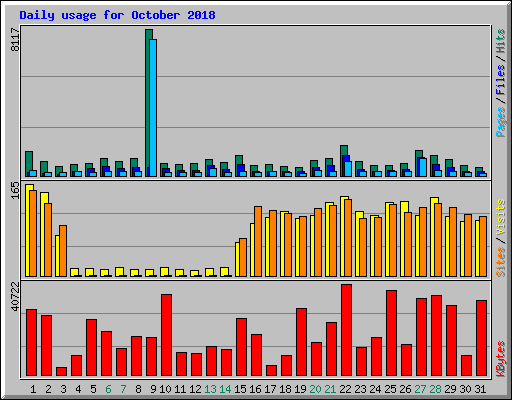 Daily usage for October 2018
8117
Pages / Files / Hits
165
Sites / Visits
40722
KBytes
1 2 3 4 5 6 7 8 9 10 11 12 13 14 15 16 17 18 19 20 21 22 23 24 25 26 27 28 29 30 31